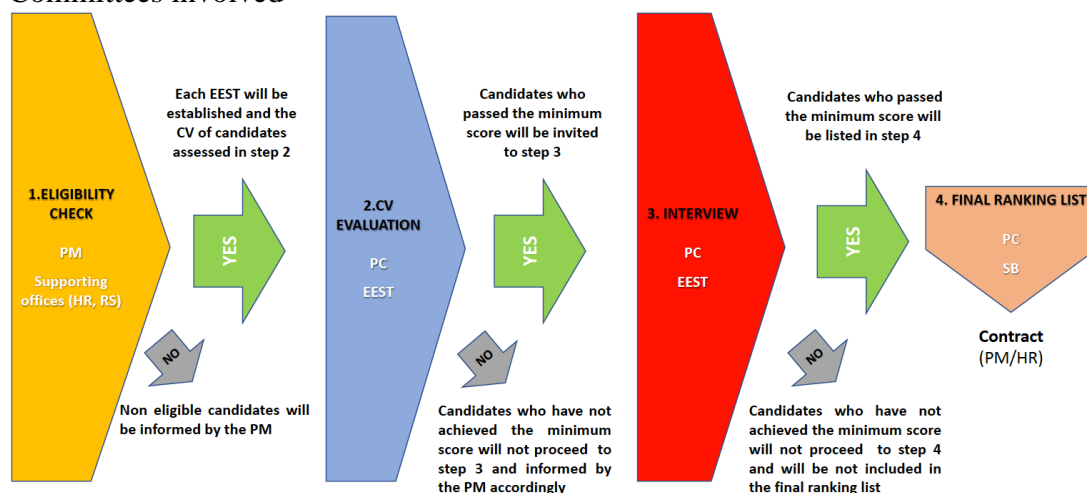 Committees involved
Each EEST will be
established and the
CV of candidates
assessed in step 2
1.ELIGIBILITY
CHECK
PM
Supporting
offices (HR, RS)
YES
NO
Non eligible candidates will
be informed by the PM
Candidates who
passed the minimum
score will be invited
to step 3
2.CV
EVALUATION
PC
EEST
YES
NO
Candidates who have not
achieved the minimum
score will not proceed to
step 3 and informed by
the PM accordingly
Candidates who passed
the minimum score will
be listed in step 4
3. INTERVIEW
PC
EEST
YES
NO
Candidates who have not
achieved the minimum score
will not proceed to step 4
and will be not included in
the final ranking list
4. FINAL RANKING LIST
PC
SB
Contract
(PM/HR)